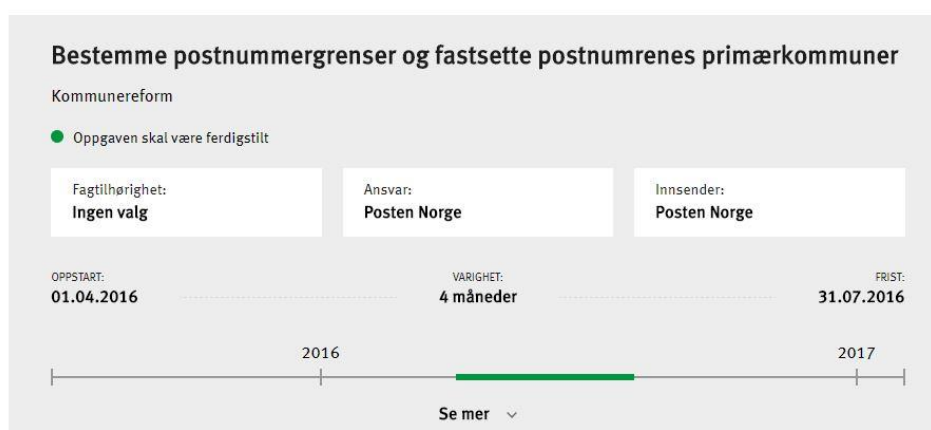 Bestemme postnummergrenser og fastsette postnumrenes primærkommuner
Kommunereform
Oppgaven skal være ferdigstilt
Fagtilhørighet:
Ingen valg
Ansvar:
Posten Norge
Innsender:
Posten Norge
OPPSTART:
01.04.2016
VARIGHET:
4 måneder
FRIST:
31.07.2016
2016
2017
Se mer